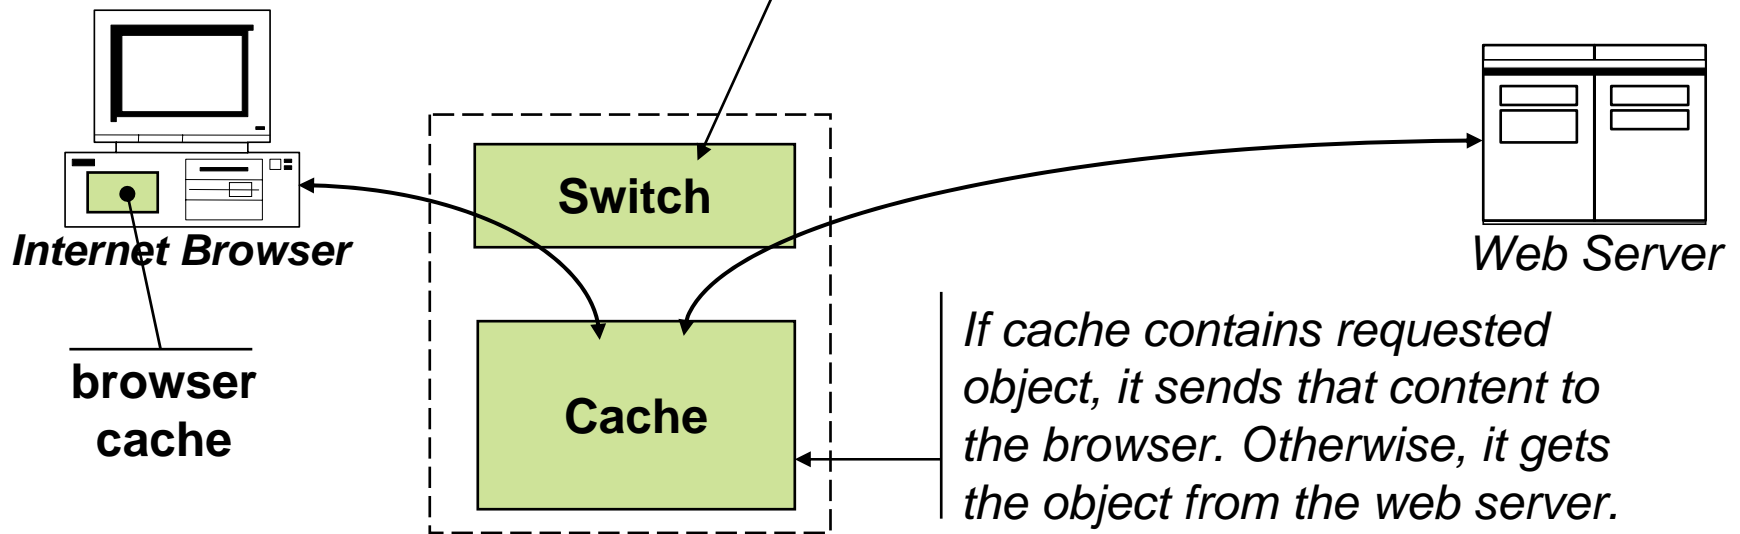 Switch
Internet Browser
Web Server
browser
cache
Cache
If cache contains requested
object, it sends that content to
the browser. Otherwise, it gets
the object from the web server.